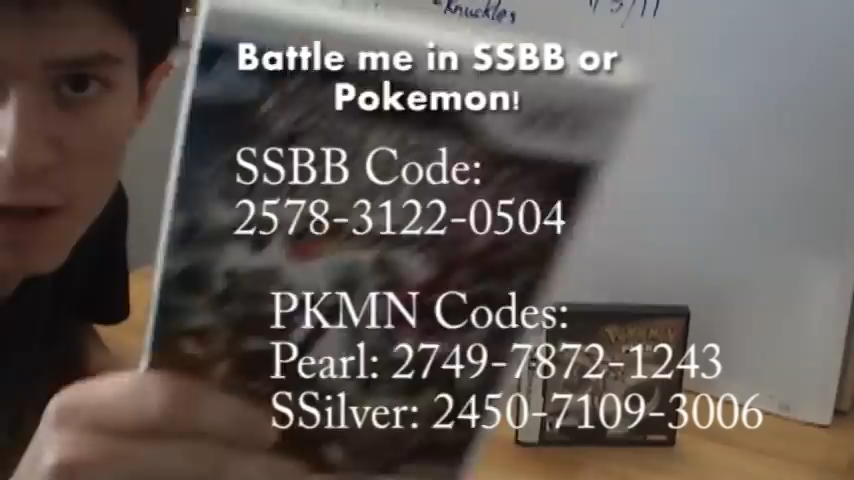 Knuckles
Battle me in SSBB or
Pokemon!
SSBB Code:
2578-3122-0504
PKMN Codes:
Pearl: 2749-7872-1243
SSilver: 2450-7109-3006
POKéMON